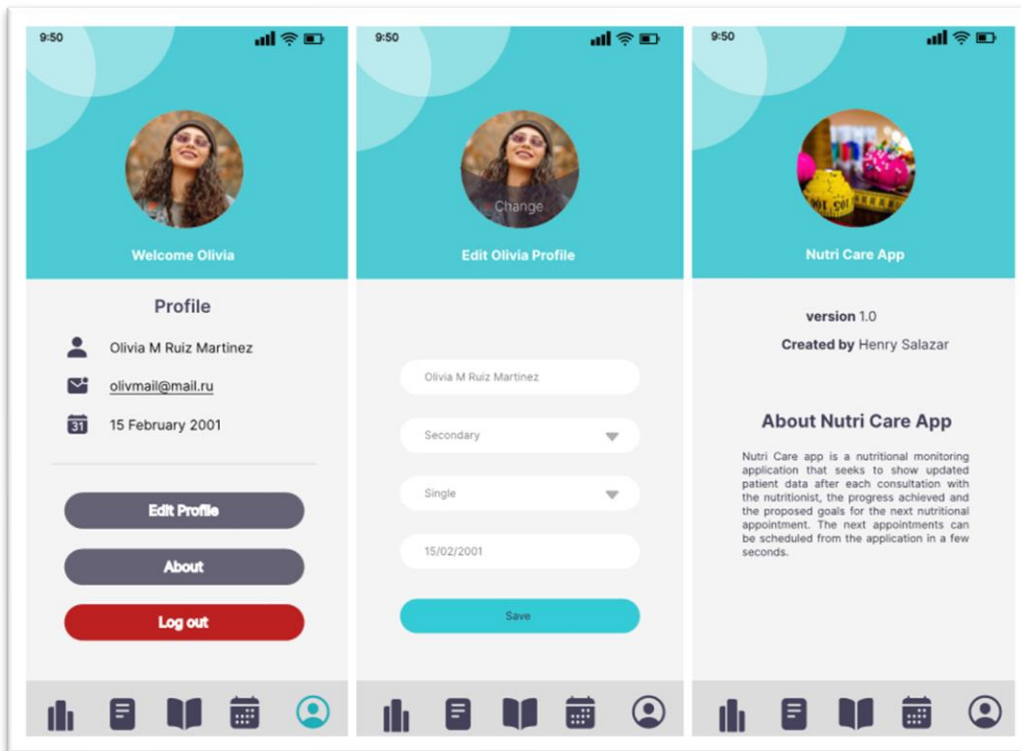 9:50
Welcome Olivia
Profile
Olivia M Ruiz Martinez
olivmail@mail.ru
31
15 February 2001
Edit Profile
About
Log out
9:50
Change
Edit Olivia Profile
Olivia M Ruiz Martinez
Secondary
Single
15/02/2001
Save
9:50
105
Nutri Care App
version 1.0
Created by Henry Salazar
About Nutri Care App
Nutri Care app is a nutritional monitoring
application that seeks to show updated
patient data after each consultation with
the nutritionist, the progress achieved and
the proposed goals for the next nutritional
appointment. The next appointments can
be scheduled from the application in a few
seconds.